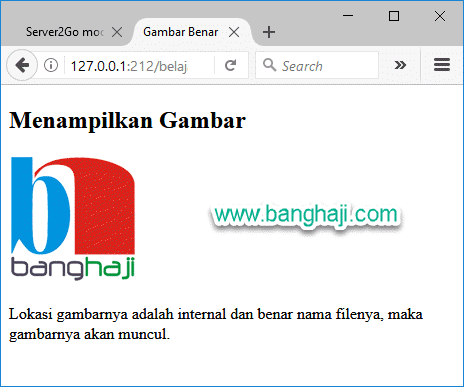 Server2Go mod
Gambar Benar
127.0.0.1:212/belaj
Search
Menampilkan Gambar
banghaji
www.banghaji.com
Lokasi gambarnya adalah internal dan benar nama filenya, maka
gambarnya akan muncul.